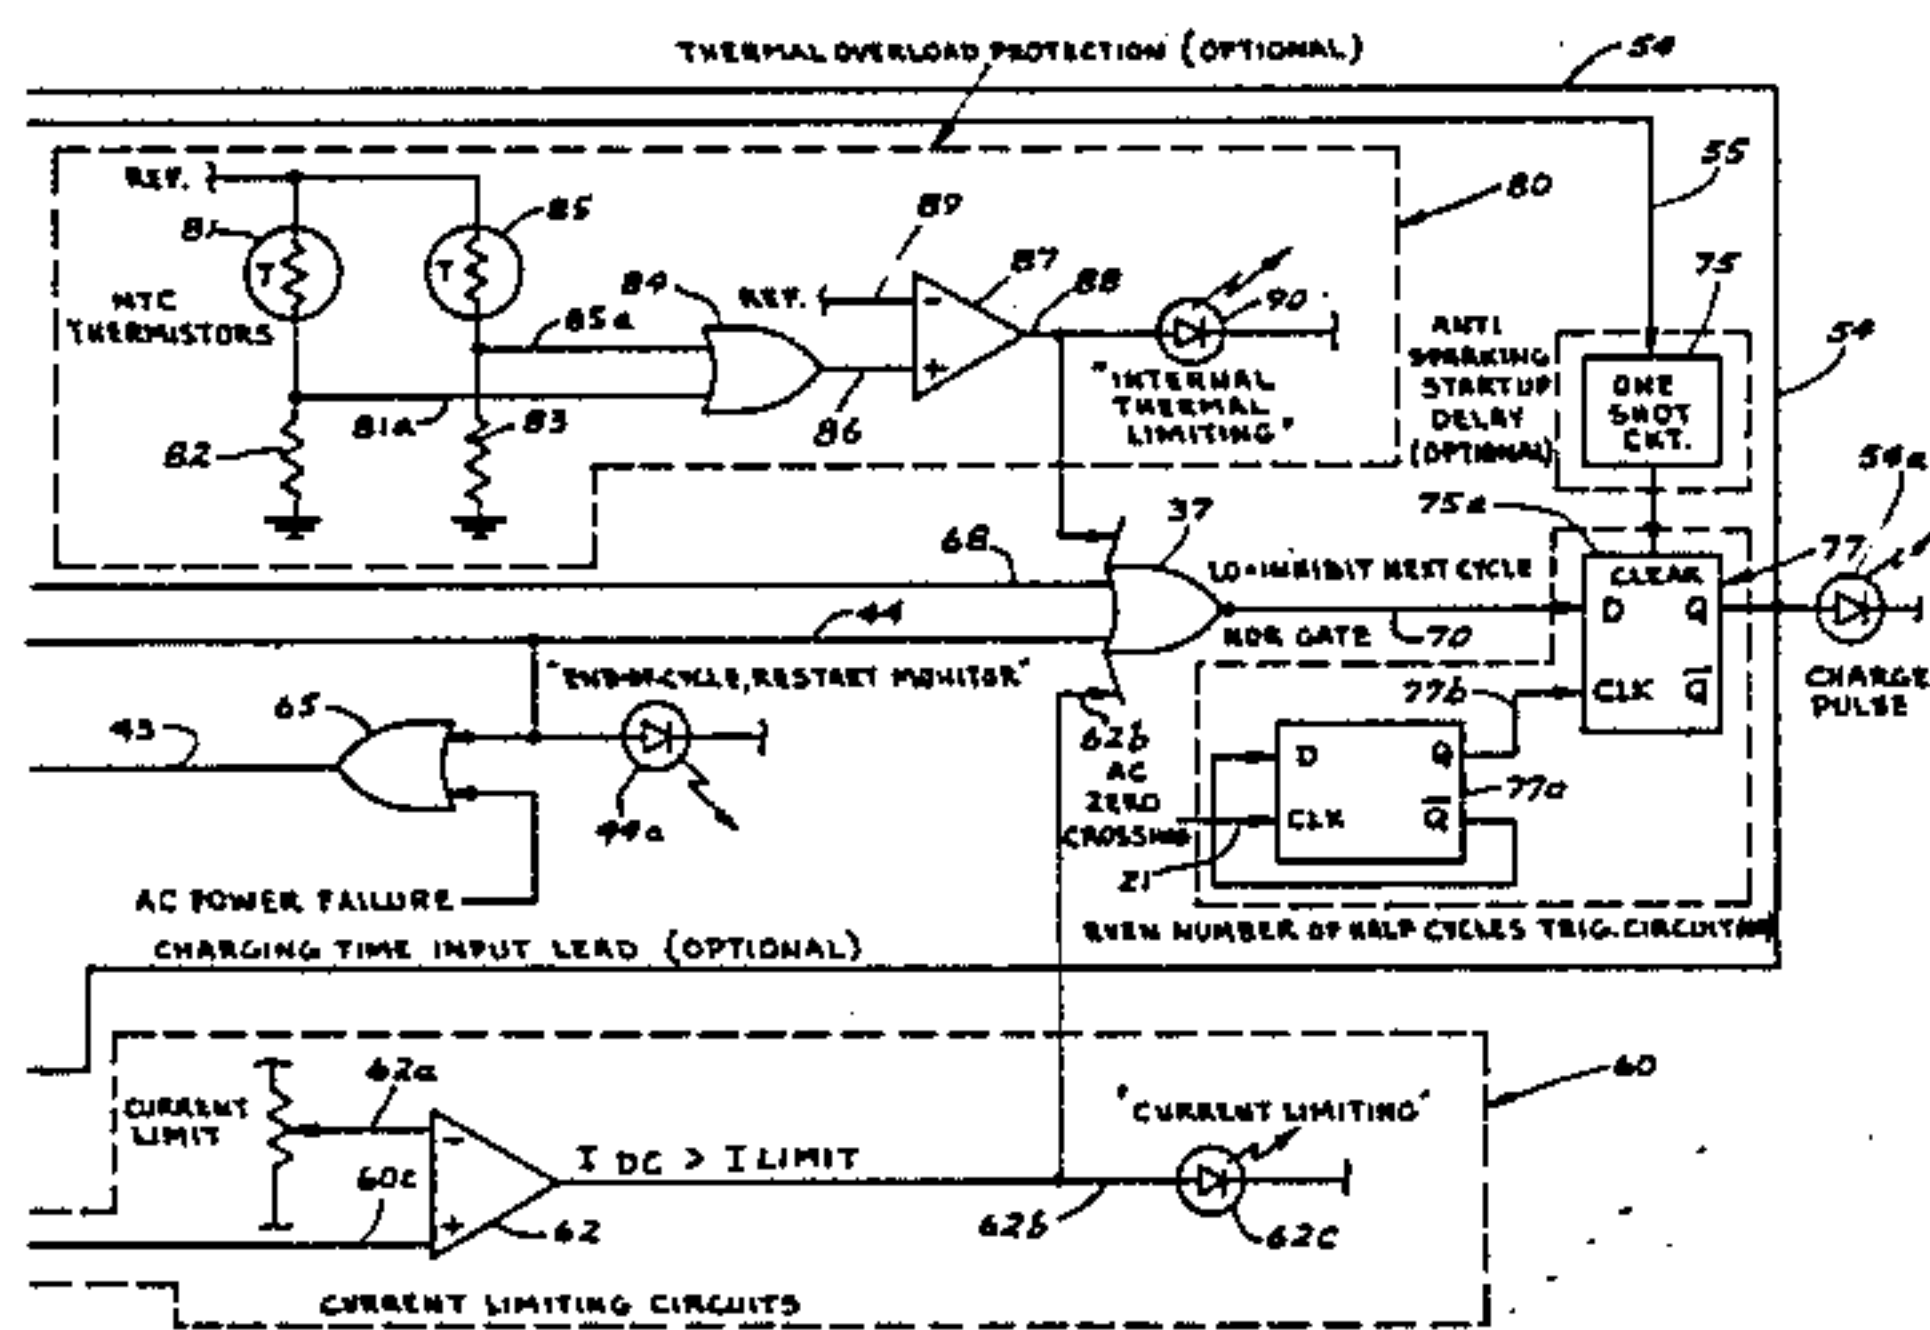 THERMAL OVERLOAD PROTECTION (OPTIONAL)
54
REF.
81
85
T
T
NTC
THERMISTORS
89
87
88
80
55
75
84
REF.
85a
90
-
+
81a
82
83
86
"INTERNAL
THERMAL
LIMITING"
ANTI
SPARKING
STARTUP
DELAY
(OPTIONAL)
ONE
SHOT
CKT.
54
54a
75a
68
37
LO=INHIBIT NEXT CYCLE
77
CLEAR
D
Q
CLK
Q̅
44
NOR GATE
70
77b
CHARGE
PULSE
"END-OF-CYCLE, RESTART MONITOR"
65
43
44a
62b
AC
ZERO
CROSSING
21
D
Q
CLK
Q̅
77a
AC POWER FAILURE
EVEN NUMBER OF HALF CYCLES TRIG. CIRCUIT
CHARGING TIME INPUT LEAD (OPTIONAL)
CURRENT
LIMIT
62a
60c
-
+
62
I DC > I LIMIT
62b
"CURRENT LIMITING"
62c
60
CURRENT LIMITING CIRCUITS